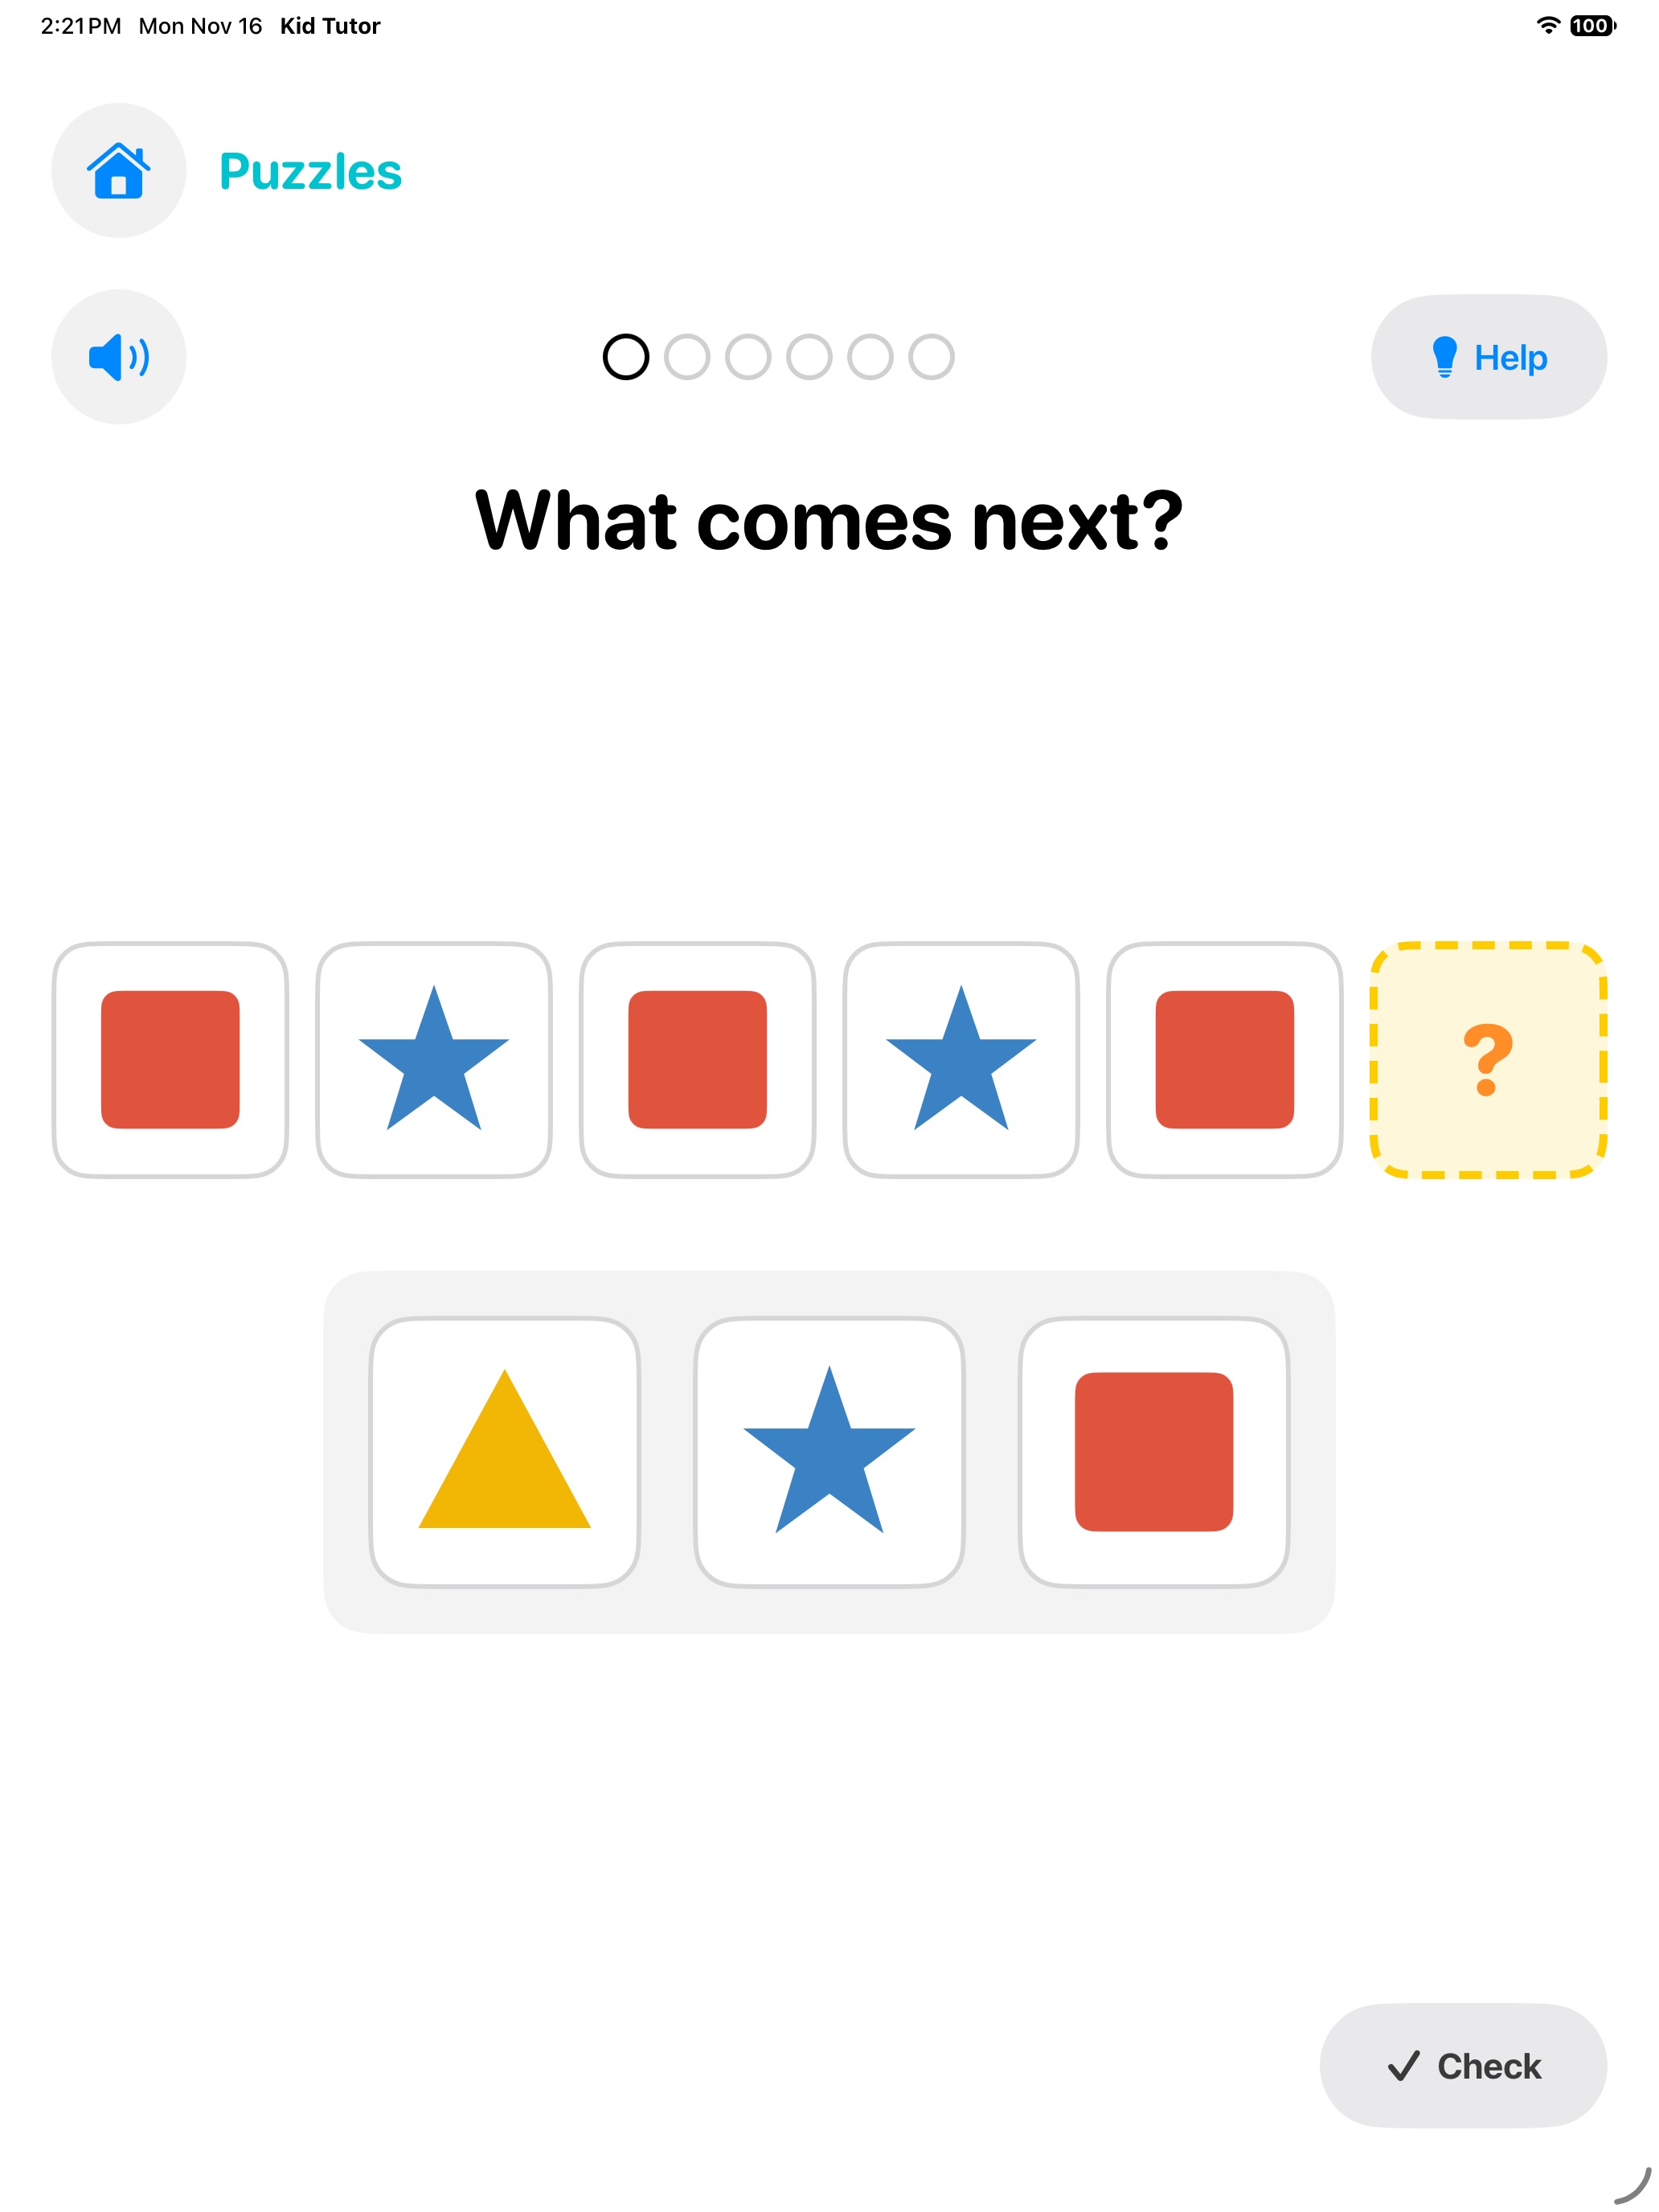 2:21 PM Mon Nov 16 Kid Tutor
100
Puzzles
Help
What comes next?
?
Check